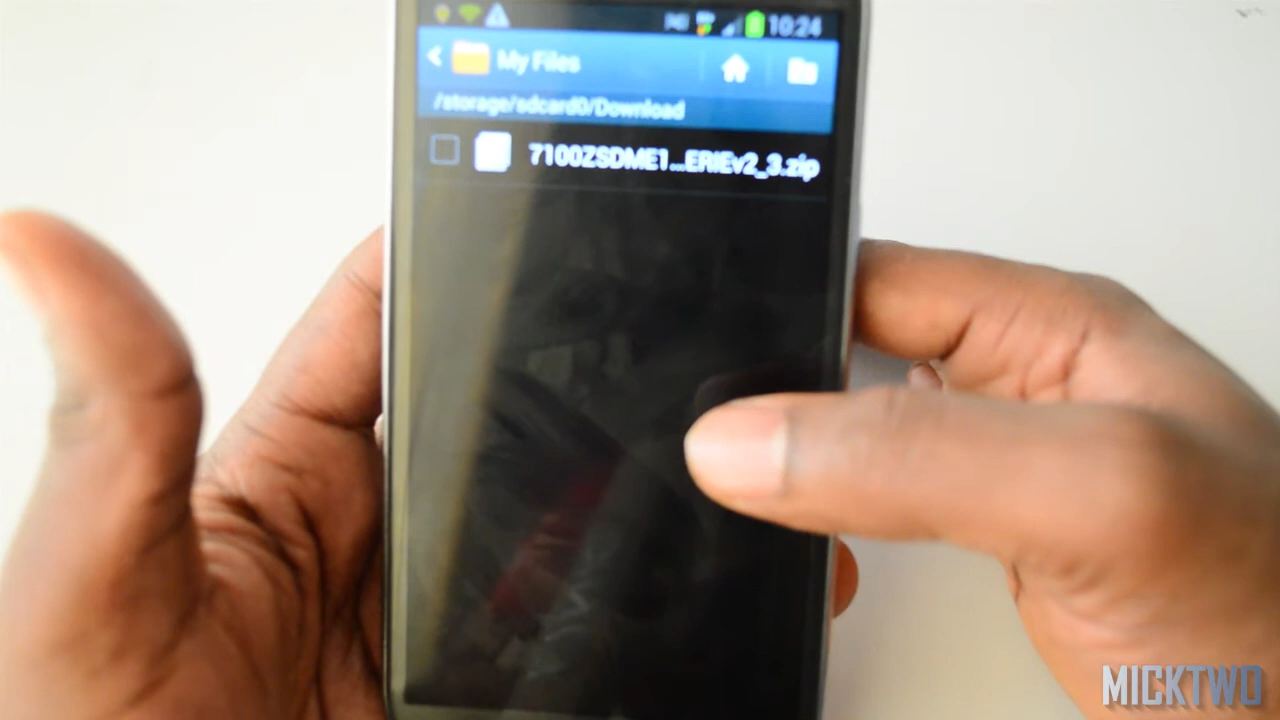 10:24
My Files
/storage/sdcard0/Download
7100ZSDME1...ERIEv2_3.zip
MICKTWO